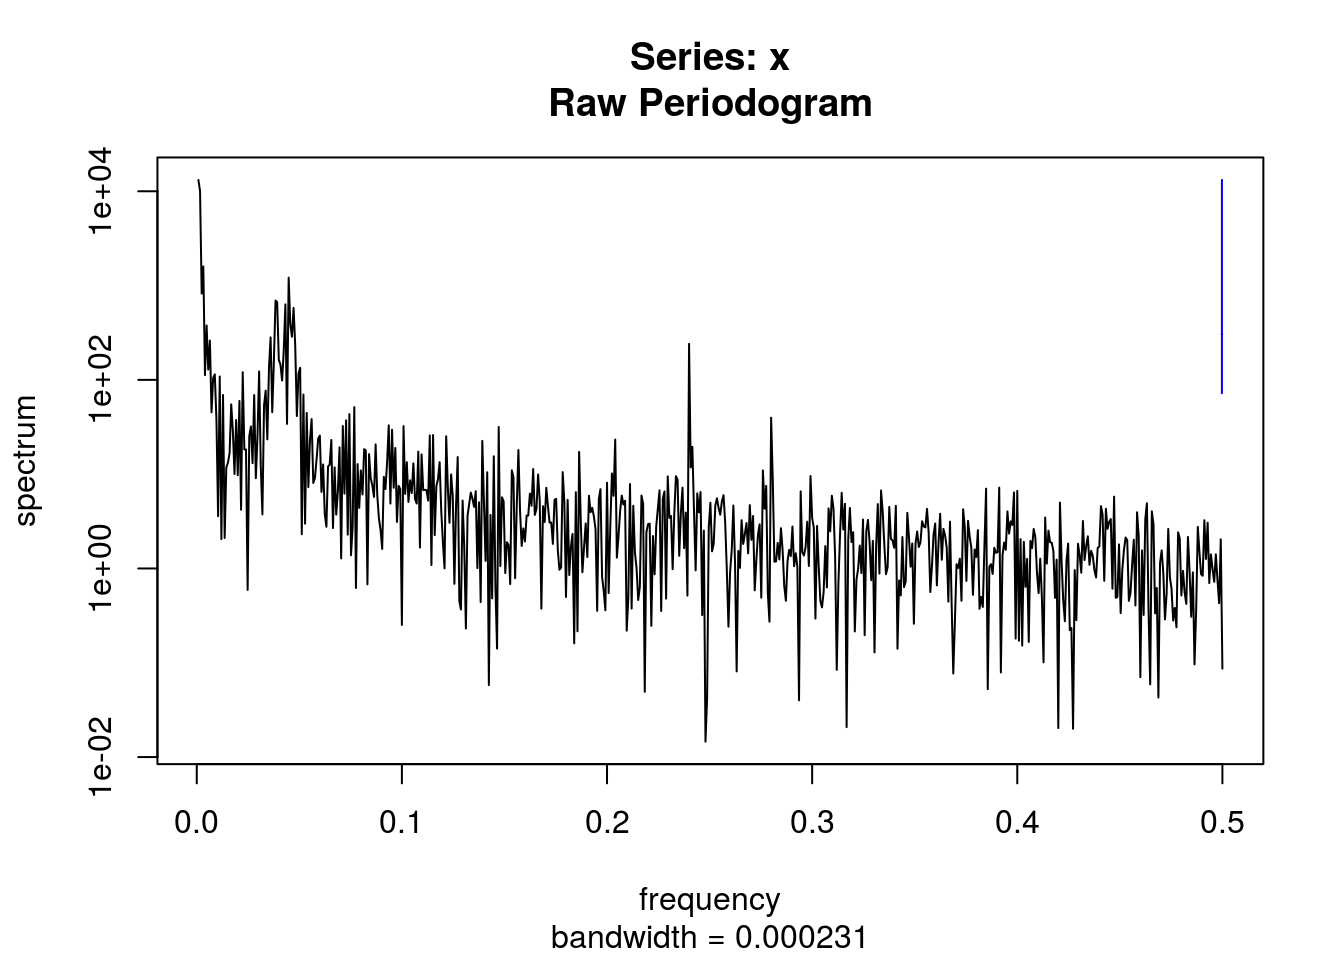 Series: x
Raw Periodogram
1e+04
1e+02
1e+00
1e-02
spectrum
0.0 0.1 0.2 0.3 0.4 0.5
frequency
bandwidth = 0.000231